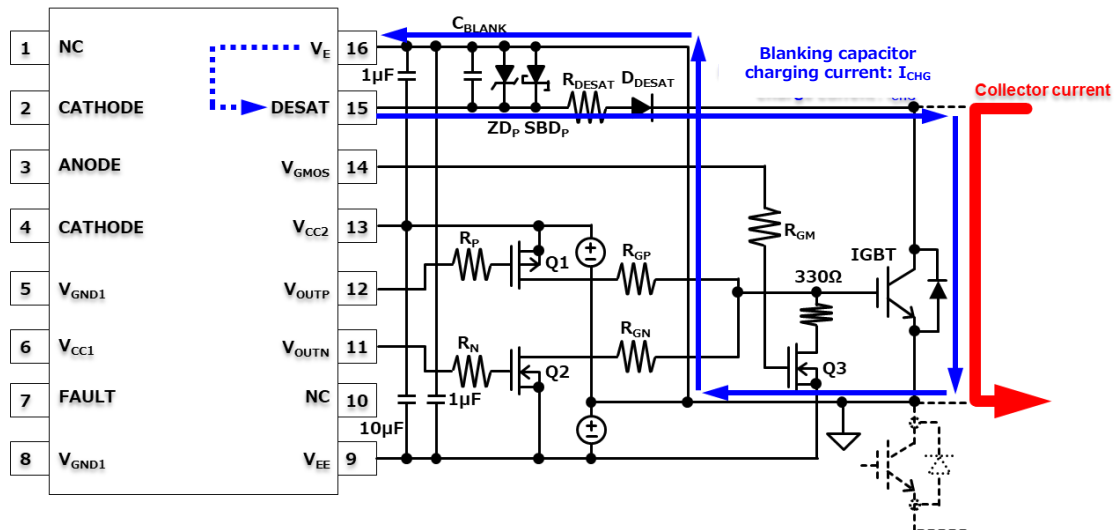 1 NC
2 CATHODE
3 ANODE
4 CATHODE
5 VGND1
6 VCC1
7 FAULT
8 VGND1
VE 16
DESAT 15
VGMOS 14
VCC2 13
VOUTP 12
VOUTN 11
NC 10
VEE 9
CBLANK
1µF
RDESAT
DDESAT
ZDP SBDP
Blanking capacitor
charging current: ICHG
Collector current
RP
Q1
RGP
RGM
IGBT
330Ω
RN
Q2
RGN
Q3
1µF
10µF